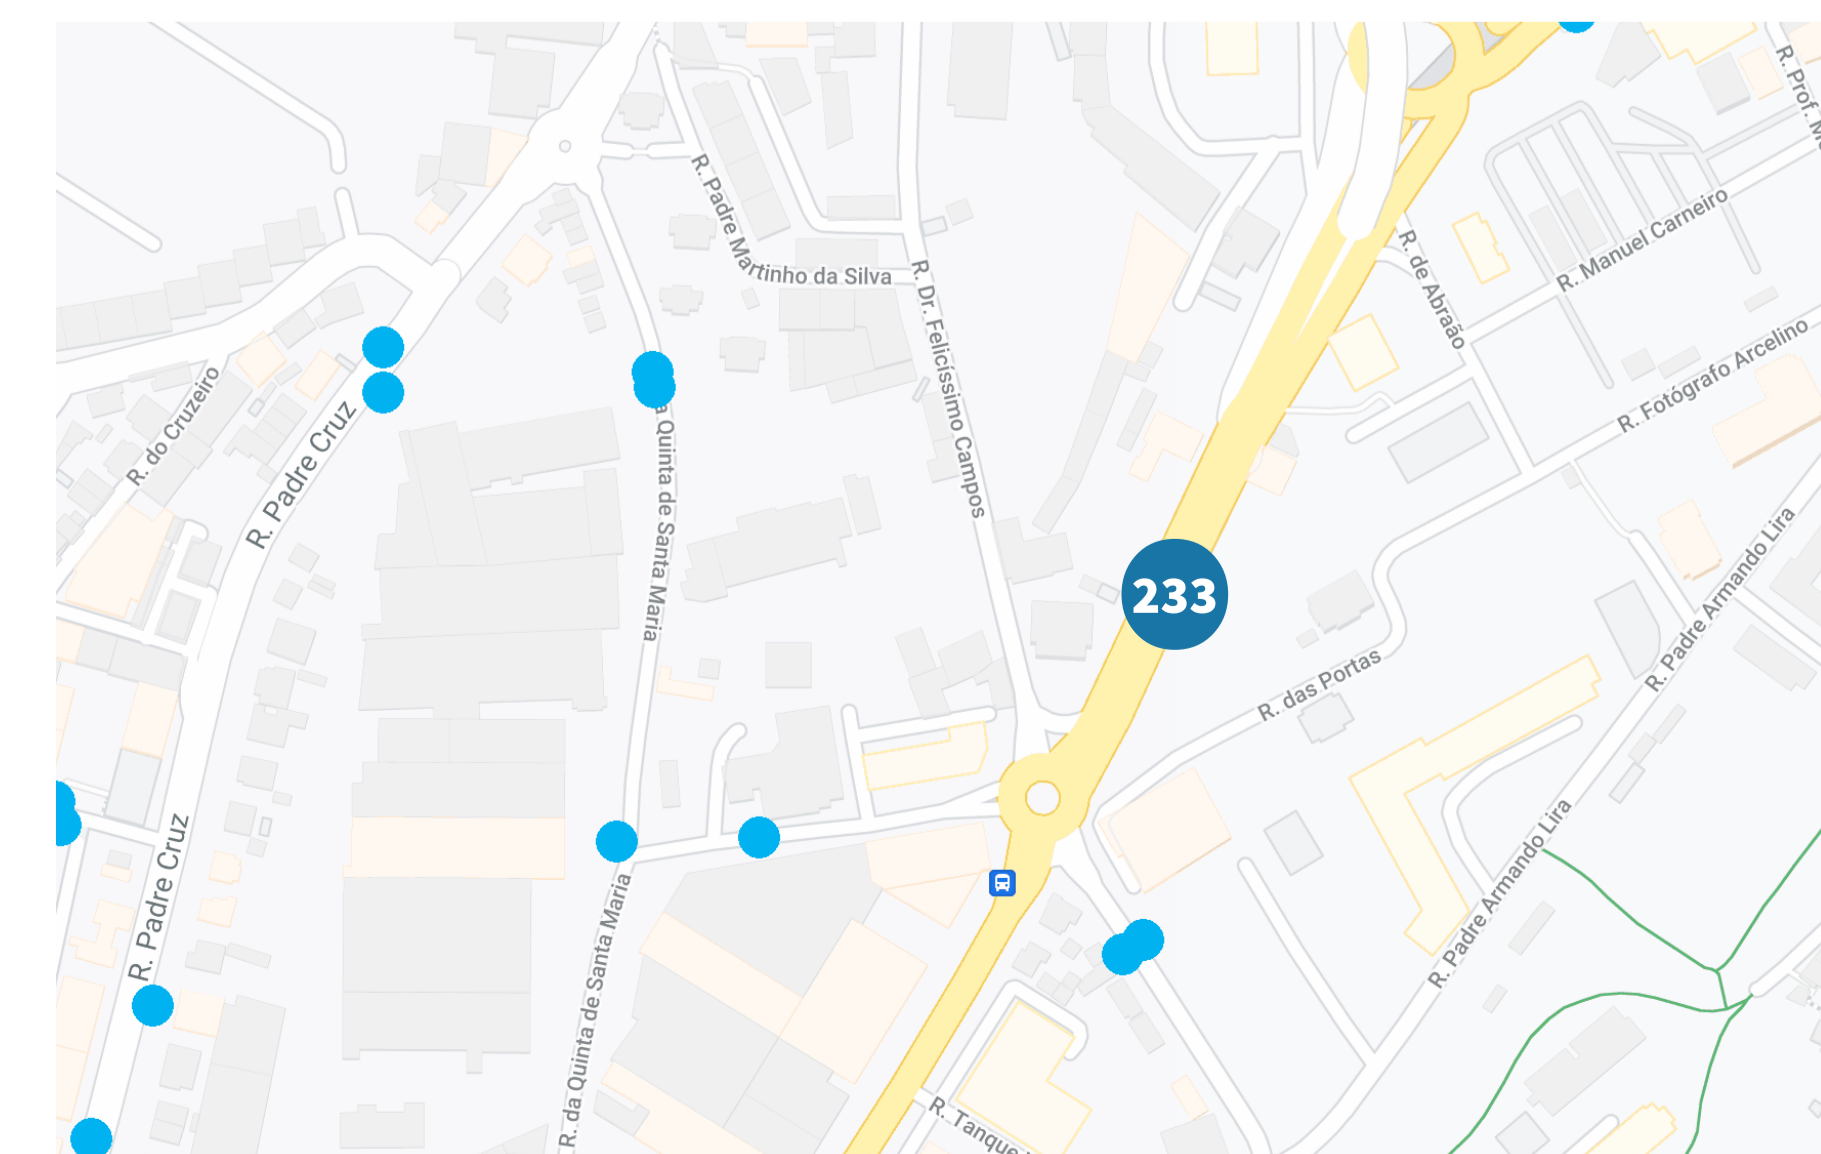 R. Prof. M
R. Padre Martinho da Silva
R. Manuel Carneiro
R. de Abraão
R. Dr. Felicíssimo Campos
R. Fotógrafo Arcelino
R. do Cruzeiro
R. Padre Cruz
a Quinta de Santa Maria
R. Padre Armando Lira
233
R. das Portas
R. Padre Cruz
R. Padre Armando Lira
R. da Quinta de Santa Maria
R. Tanque